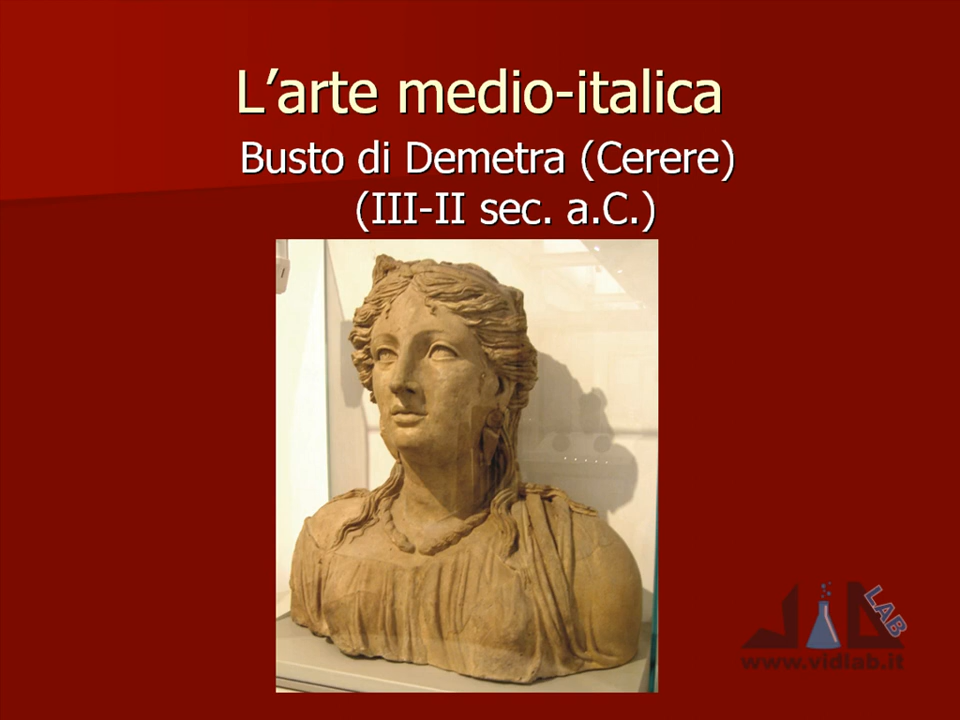 L'arte medio-italica
Busto di Demetra (Cerere)
(III-II sec. a.C.)
LAB
www.vidlab.it